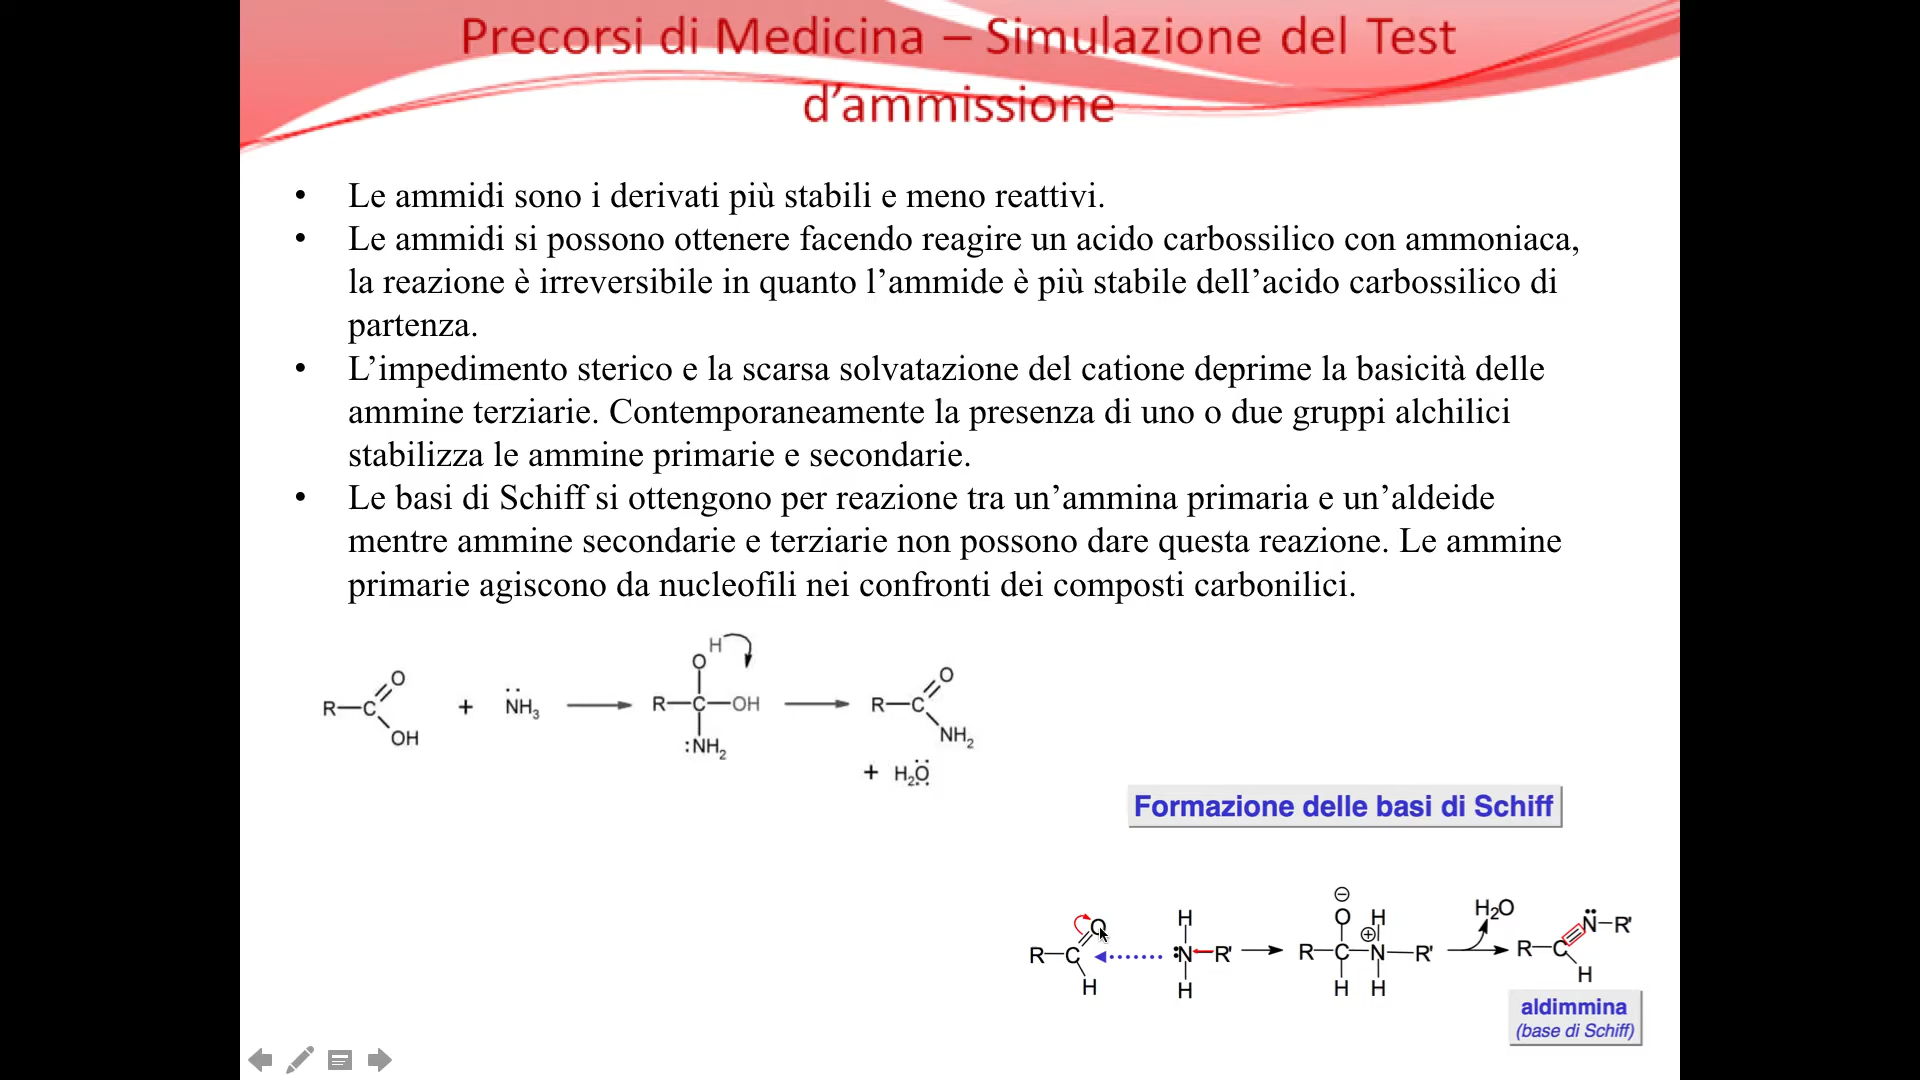 Precorsi di Medicina – Simulazione del Test
d’ammissione
• Le ammidi sono i derivati più stabili e meno reattivi.
• Le ammidi si possono ottenere facendo reagire un acido carbossilico con ammoniaca,
la reazione è irreversibile in quanto l’ammide è più stabile dell’acido carbossilico di
partenza.
• L’impedimento sterico e la scarsa solvatazione del catione deprime la basicità delle
ammine terziarie. Contemporaneamente la presenza di uno o due gruppi alchilici
stabilizza le ammine primarie e secondarie.
• Le basi di Schiff si ottengono per reazione tra un’ammina primaria e un’aldeide
mentre ammine secondarie e terziarie non possono dare questa reazione. Le ammine
primarie agiscono da nucleofili nei confronti dei composti carbonilici.
H
O O O
R—C + NH3 R—C—OH R—C
OH :NH2 NH2
+ H2O
Formazione delle basi di Schiff
⊖
O H O H H2O N—R'
⊕
R—C :N—R' R—C—N—R' R—C
H H H H H
aldimmina
(base di Schiff)